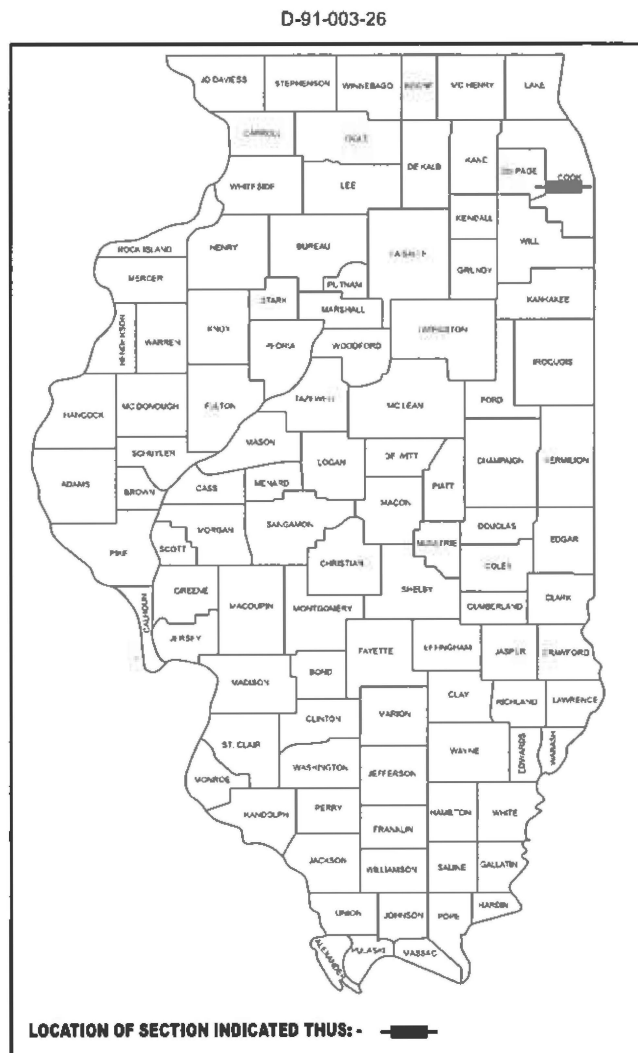 D-91-003-26
JO DAVIESS STEPHENSON WINNEBAGO BOONE MC HENRY LAKE
CARROLL OGLE
DE KALB KANE
DU PAGE COOK
WHITESIDE LEE
KENDALL
WILL
ROCK ISLAND HENRY BUREAU LA SALLE GRUNDY
MERCER PUTNAM
STARK MARSHALL KANKAKEE
HENDERSON WARREN KNOX LIVINGSTON
PEORIA WOODFORD IROQUOIS
TAZEWELL MC LEAN FORD
HANCOCK MC DONOUGH FULTON
MASON
SCHUYLER LOGAN DE WITT CHAMPAIGN VERMILION
ADAMS BROWN CASS MENARD PIATT
MACON
MORGAN SANGAMON DOUGLAS
PIKE SCOTT MOULTRIE EDGAR
CHRISTIAN COLES
GREENE SHELBY
CALHOUN MACOUPIN MONTGOMERY CUMBERLAND CLARK
JERSEY
FAYETTE EFFINGHAM JASPER CRAWFORD
MADISON BOND
CLAY RICHLAND LAWRENCE
CLINTON MARION
ST. CLAIR WAYNE EDWARDS WABASH
MONROE WASHINGTON JEFFERSON
RANDOLPH PERRY HAMILTON WHITE
FRANKLIN
JACKSON WILLIAMSON SALINE GALLATIN
UNION JOHNSON POPE HARDIN
ALEXANDER PULASKI MASSAC
LOCATION OF SECTION INDICATED THUS: -